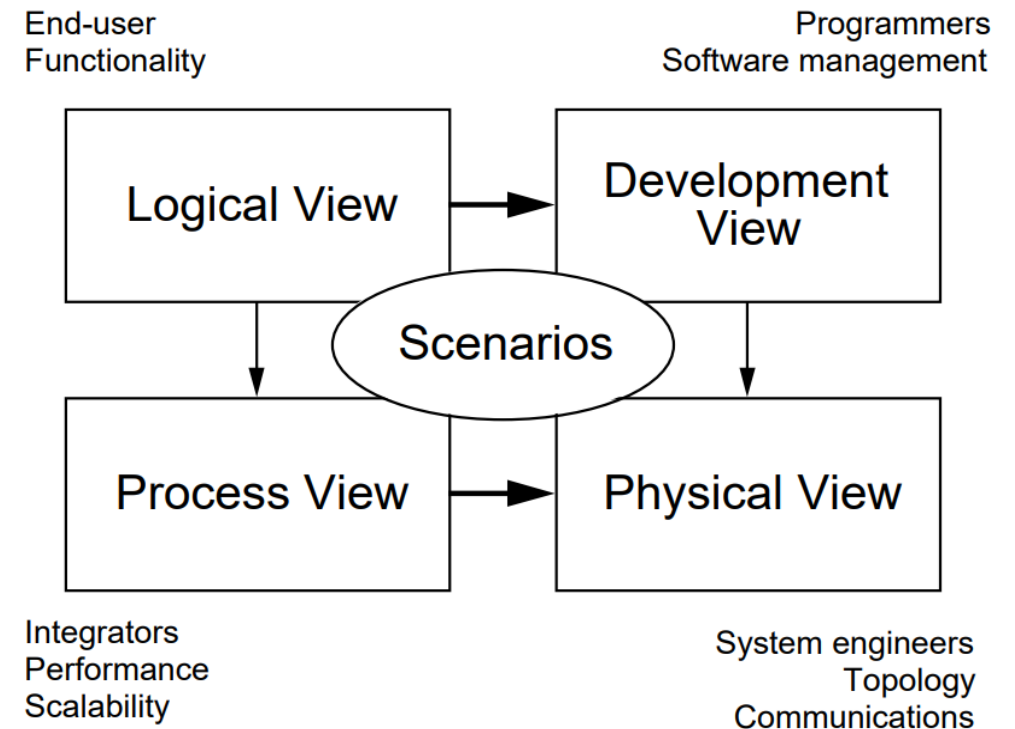 End-user
Functionality
Programmers
Software management
Logical View
Development
View
Scenarios
Process View
Physical View
Integrators
Performance
Scalability
System engineers
Topology
Communications